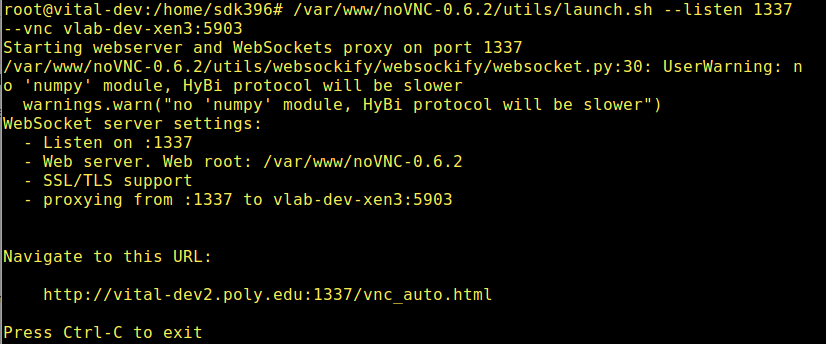 root@vital-dev:/home/sdk396# /var/www/noVNC-0.6.2/utils/launch.sh --listen 1337
--vnc vlab-dev-xen3:5903
Starting webserver and WebSockets proxy on port 1337
/var/www/noVNC-0.6.2/utils/websockify/websockify/websocket.py:30: UserWarning: n
o 'numpy' module, HyBi protocol will be slower
  warnings.warn("no 'numpy' module, HyBi protocol will be slower")
WebSocket server settings:
  - Listen on :1337
  - Web server. Web root: /var/www/noVNC-0.6.2
  - SSL/TLS support
  - proxying from :1337 to vlab-dev-xen3:5903
Navigate to this URL:
    http://vital-dev2.poly.edu:1337/vnc_auto.html
Press Ctrl-C to exit